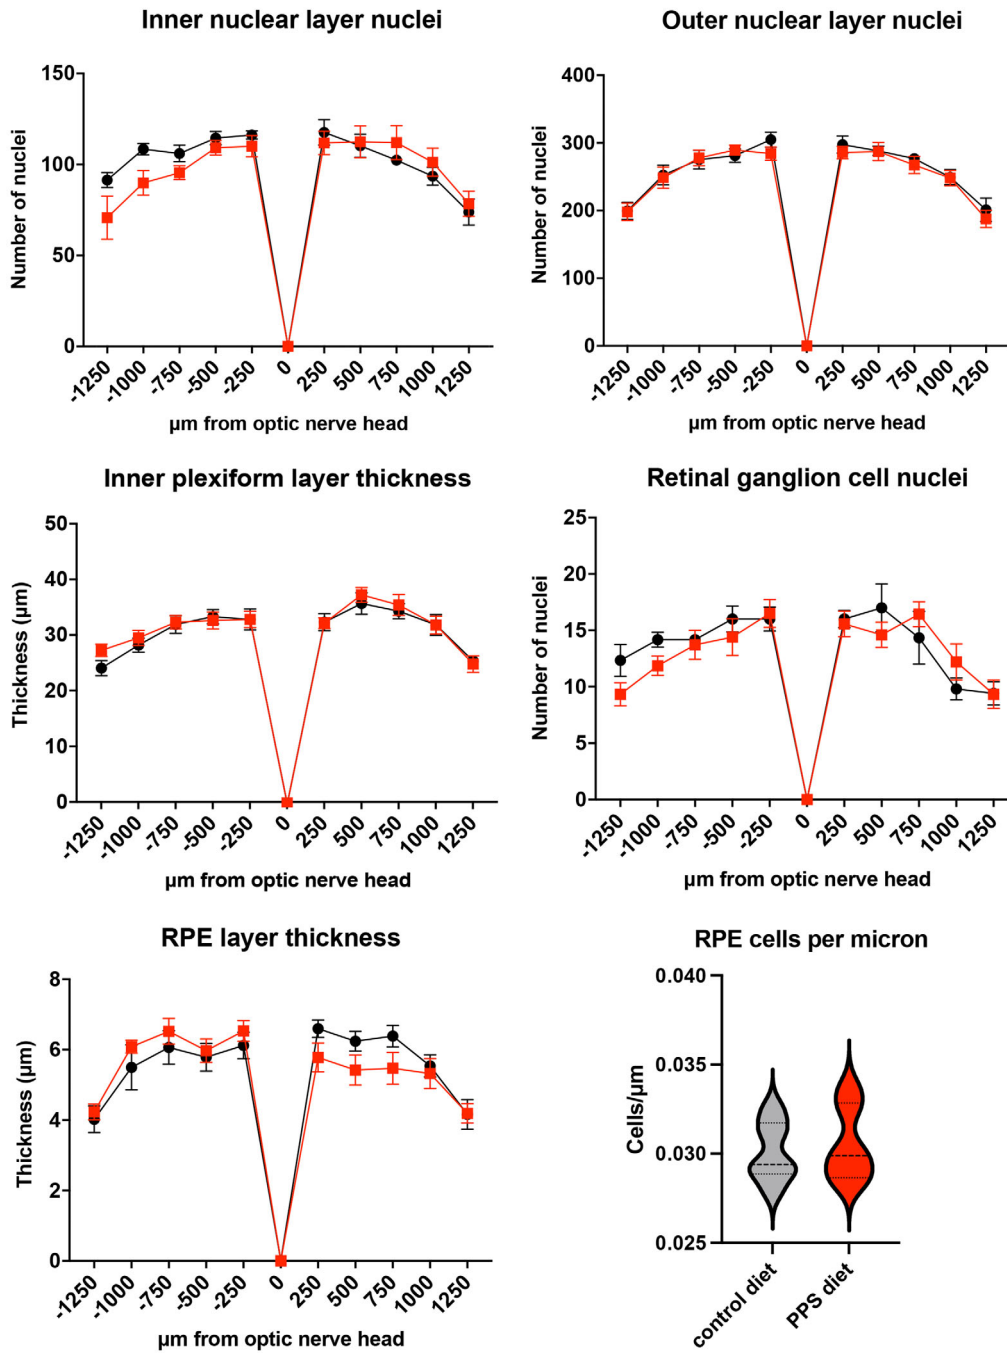 Inner nuclear layer nuclei
Number of nuclei
150
100
50
0
-1250 -1000 -750 -500 -250 0 250 500 750 1000 1250
µm from optic nerve head
Outer nuclear layer nuclei
Number of nuclei
400
300
200
100
0
-1250 -1000 -750 -500 -250 0 250 500 750 1000 1250
µm from optic nerve head
Inner plexiform layer thickness
Thickness (µm)
50
40
30
20
10
0
-1250 -1000 -750 -500 -250 0 250 500 750 1000 1250
µm from optic nerve head
Retinal ganglion cell nuclei
Number of nuclei
25
20
15
10
5
0
-1250 -1000 -750 -500 -250 0 250 500 750 1000 1250
µm from optic nerve head
RPE layer thickness
Thickness (µm)
8
6
4
2
0
-1250 -1000 -750 -500 -250 0 250 500 750 1000 1250
µm from optic nerve head
RPE cells per micron
Cells/µm
0.040
0.035
0.030
0.025
control diet PPS diet